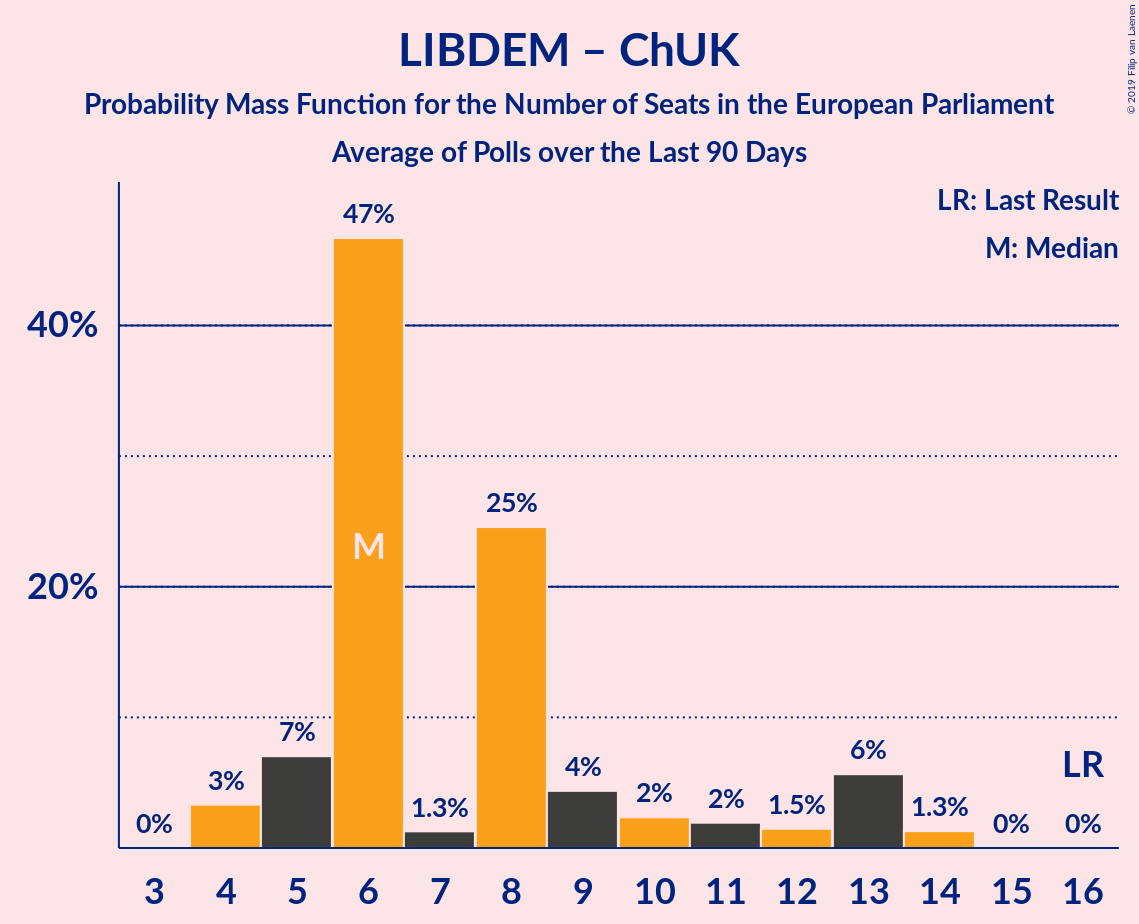 LIBDEM – ChUK
Probability Mass Function for the Number of Seats in the European Parliament
Average of Polls over the Last 90 Days
© 2019 Filip van Laenen
LR: Last Result
M: Median
47%
40%
25%
M
20%
7%
6%
LR
4%
3%
2%
2%
1.5%
1.3%
1.3%
0%
0%
0%
3 4 5 6 7 8 9 10 11 12 13 14 15 16